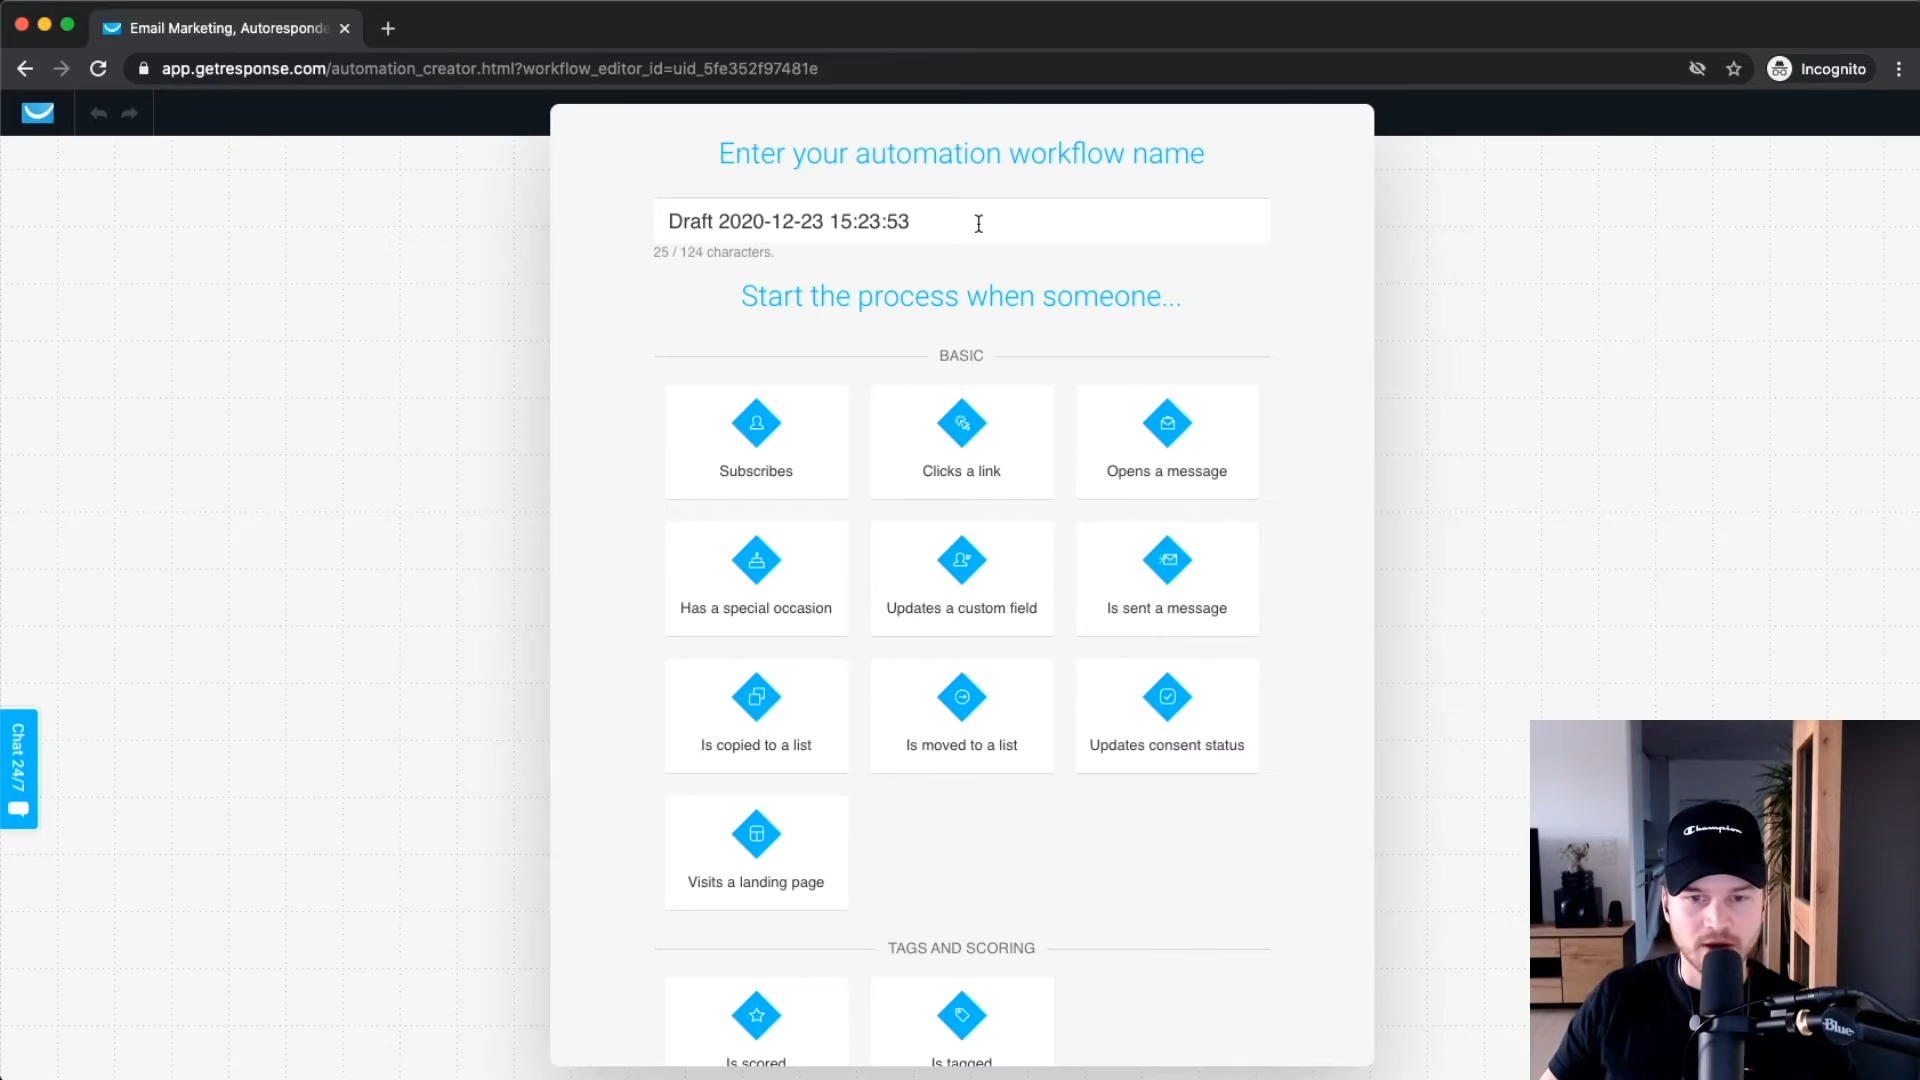 Email Marketing, Autoresponde
app.getresponse.com/automation_creator.html?workflow_editor_id=uid_5fe352f97481e
Incognito
Enter your automation workflow name
Draft 2020-12-23 15:23:53
25 / 124 characters.
Start the process when someone...
BASIC
Subscribes
Clicks a link
Opens a message
Has a special occasion
Updates a custom field
Is sent a message
Is copied to a list
Is moved to a list
Updates consent status
Visits a landing page
TAGS AND SCORING
Is scored
Is tagged
Chat 24/7
Champion
Blue